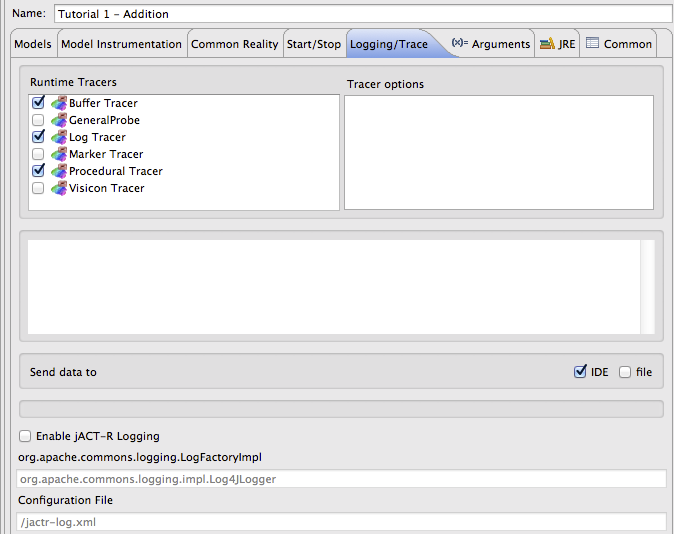 Name: Tutorial 1 - Addition
Models Model Instrumentation Common Reality Start/Stop Logging/Trace (x)= Arguments JRE Common
Runtime Tracers
Tracer options
Buffer Tracer
GeneralProbe
Log Tracer
Marker Tracer
Procedural Tracer
Visicon Tracer
Send data to IDE file
Enable jACT-R Logging
org.apache.commons.logging.LogFactoryImpl
org.apache.commons.logging.impl.Log4JLogger
Configuration File
/jactr-log.xml